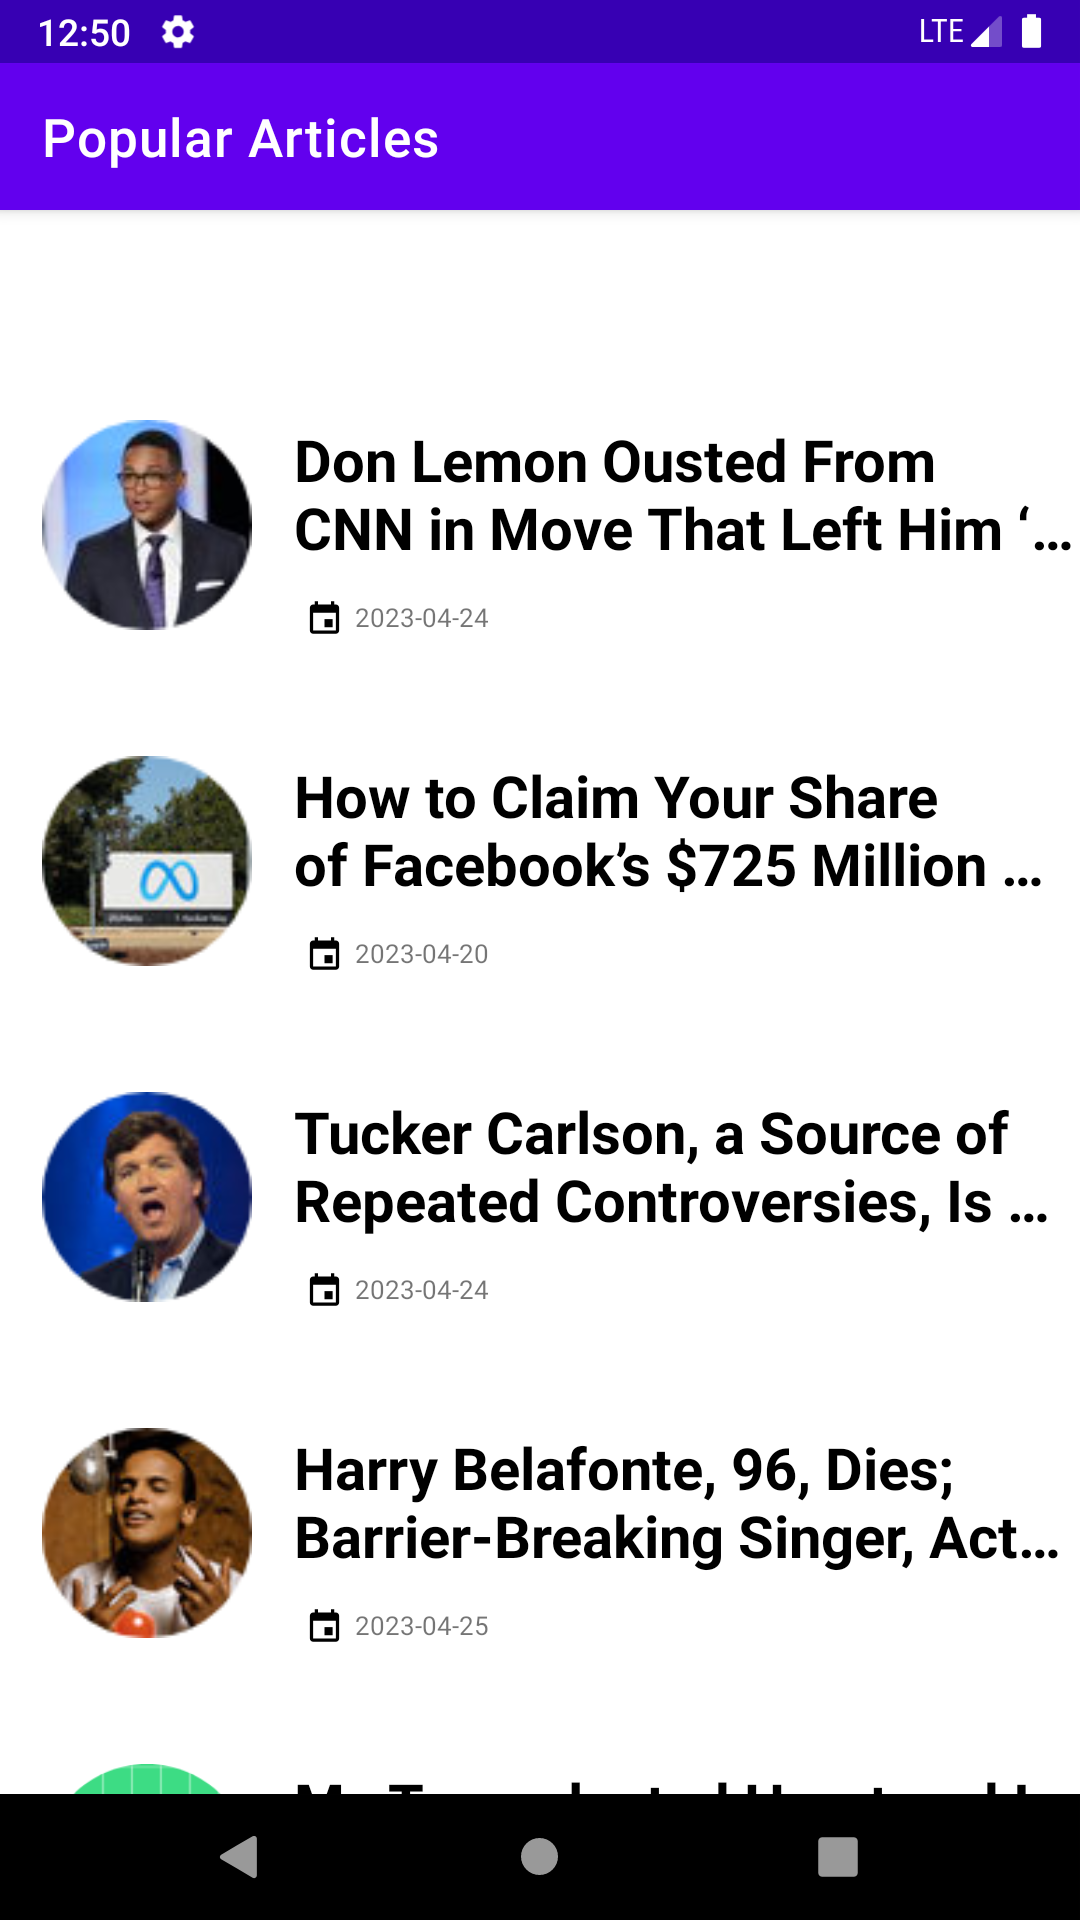 12:50
LTE
Popular Articles
Don Lemon Ousted From
CNN in Move That Left Him ‘…
2023-04-24
How to Claim Your Share
of Facebook’s $725 Million …
2023-04-20
Tucker Carlson, a Source of
Repeated Controversies, Is …
2023-04-24
Harry Belafonte, 96, Dies;
Barrier-Breaking Singer, Act…
2023-04-25